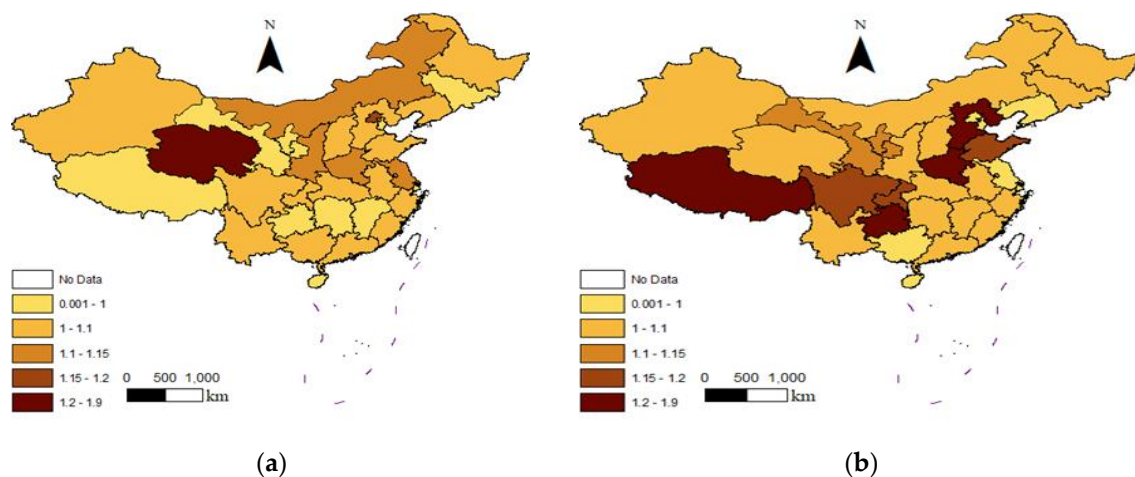 N
No Data
0.001 - 1
1 - 1.1
1.1 - 1.15
1.15 - 1.2
1.2 - 1.9
0 500 1,000
km
(a)
N
No Data
0.001 - 1
1 - 1.1
1.1 - 1.15
1.15 - 1.2
1.2 - 1.9
0 500 1,000
km
(b)